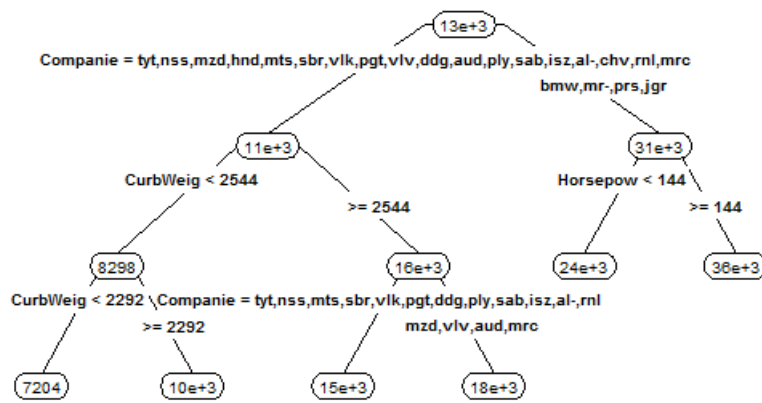 13e+3
Companie = tyt,nss,mzd,hnd,mts,sbr,vlk,pgt,vlv,ddg,aud,ply,sab,isz,al-,chv,rnl,mrc
bmw,mr-,prs,jgr
11e+3
31e+3
CurbWeig < 2544
Horsepow < 144
>= 2544
>= 144
8298
16e+3
24e+3
36e+3
CurbWeig < 2292
Companie = tyt,nss,mts,sbr,vlk,pgt,ddg,ply,sab,isz,al-,rnl
>= 2292
mzd,vlv,aud,mrc
7204
10e+3
15e+3
18e+3